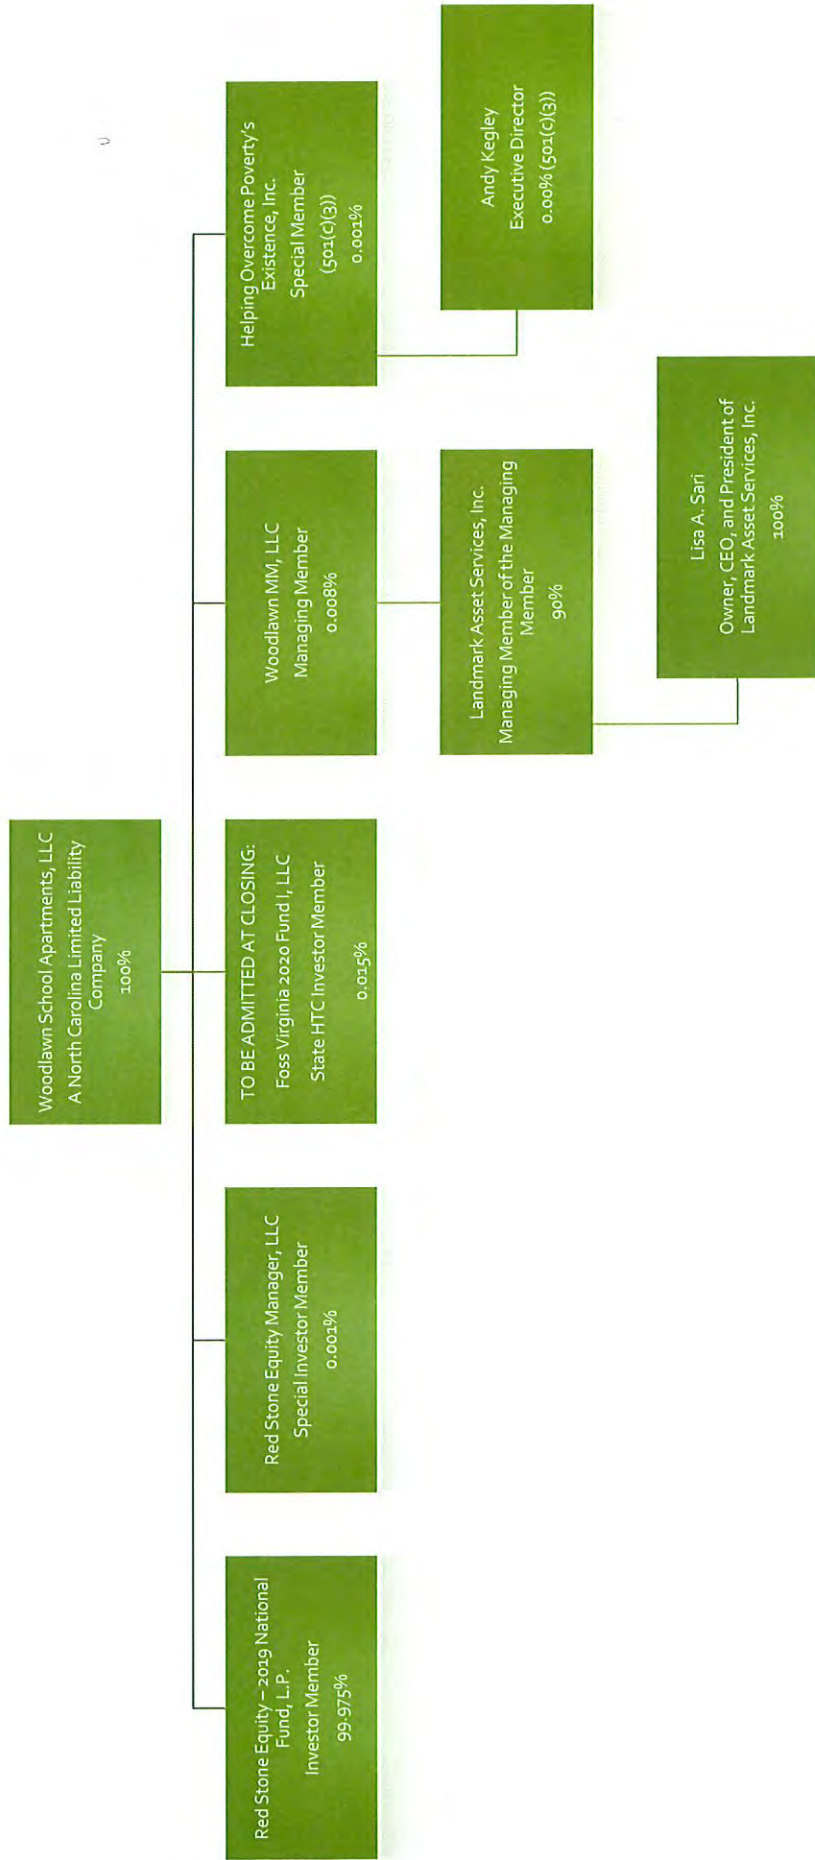 Woodlawn School Apartments, LLC
A North Carolina Limited Liability
Company
100%
Red Stone Equity – 2019 National
Fund, L.P.
Investor Member
99.975%
Red Stone Equity Manager, LLC
Special Investor Member
0.001%
TO BE ADMITTED AT CLOSING:
Foss Virginia 2020 Fund I, LLC
State HTC Investor Member
0.015%
Woodlawn MM, LLC
Managing Member
0.008%
Helping Overcome Poverty's
Existence, Inc.
Special Member
(501(c)(3))
0.001%
Landmark Asset Services, Inc.
Managing Member of the Managing
Member
90%
Andy Kegley
Executive Director
0.00% (501(c)(3))
Lisa A. Sari
Owner, CEO, and President of
Landmark Asset Services, Inc.
100%